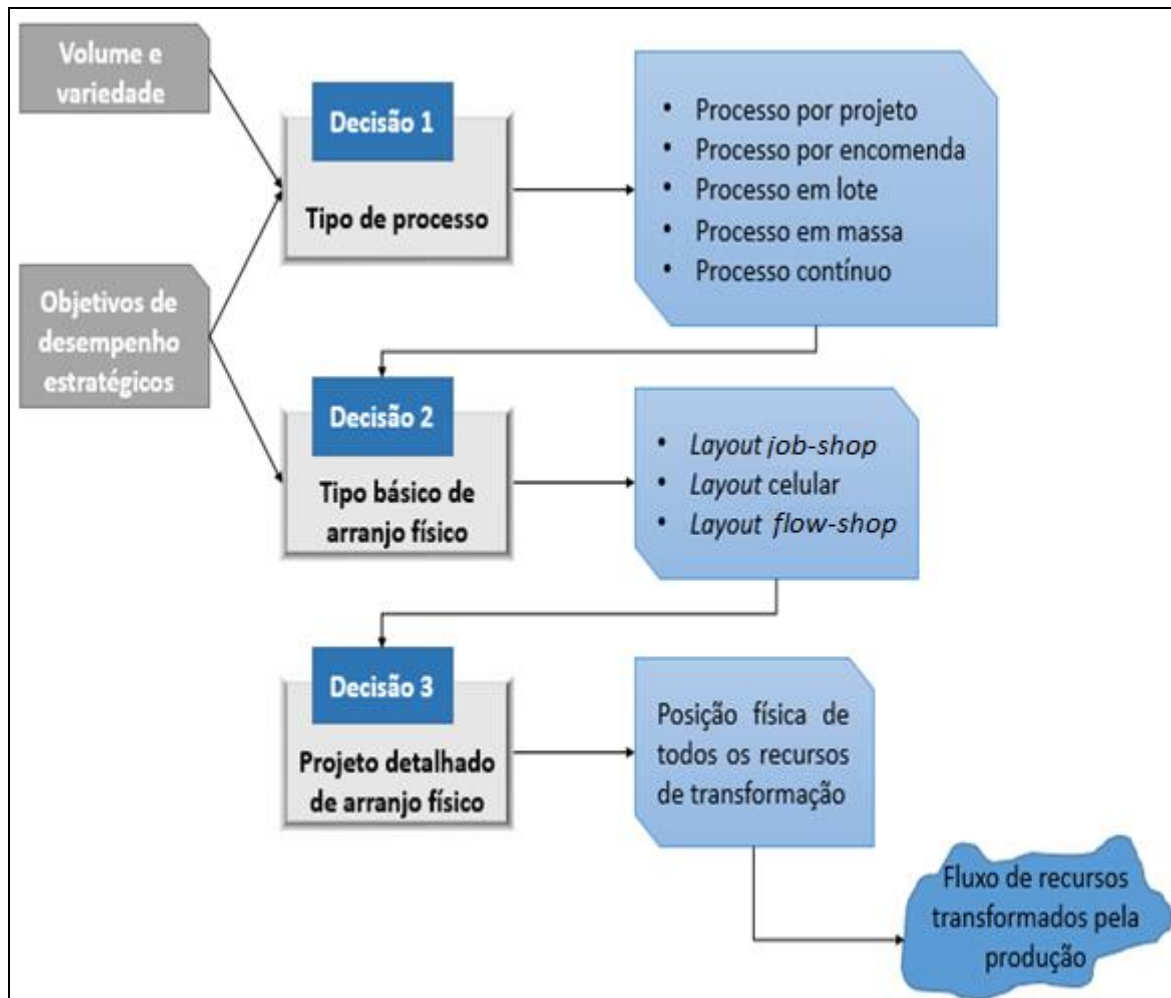 Volume e
variedade
Decisão 1
Tipo de processo
• Processo por projeto
• Processo por encomenda
• Processo em lote
• Processo em massa
• Processo contínuo
Objetivos de
desempenho
estratégicos
Decisão 2
Tipo básico de
arranjo físico
• Layout job-shop
• Layout celular
• Layout flow-shop
Decisão 3
Projeto detalhado
de arranjo físico
Posição física de
todos os recursos
de transformação
Fluxo de recursos
transformados pela
produção